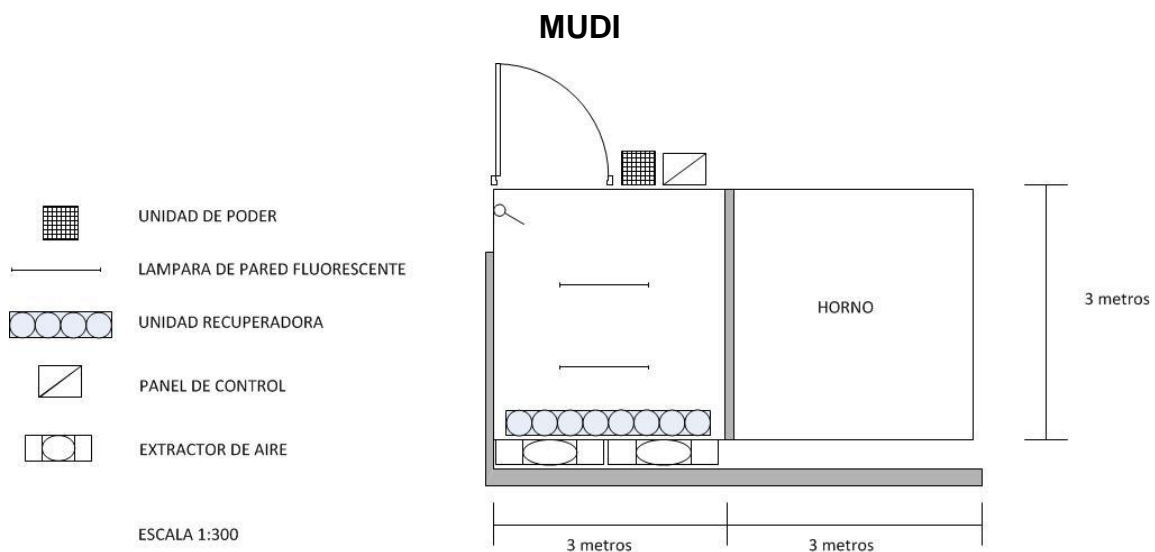 MUDI
UNIDAD DE PODER
LAMPARA DE PARED FLUORESCENTE
UNIDAD RECUPERADORA
PANEL DE CONTROL
EXTRACTOR DE AIRE
ESCALA 1:300
HORNO
3 metros
3 metros
3 metros